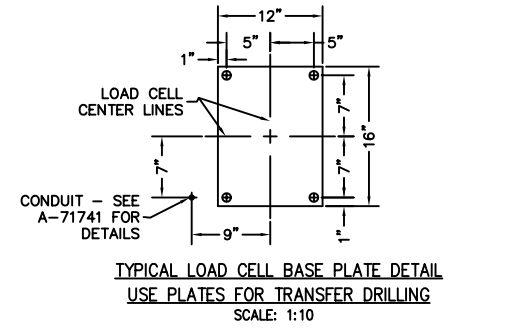 12"
5" 5"
1"
LOAD CELL
CENTER LINES
7"
16"
7"
7"
CONDUIT – SEE
A-71741 FOR
DETAILS
9"
1"
TYPICAL LOAD CELL BASE PLATE DETAIL
USE PLATES FOR TRANSFER DRILLING
SCALE: 1:10